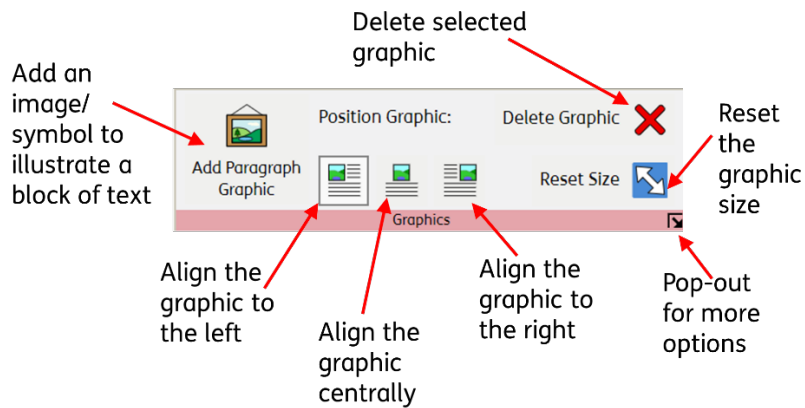 Delete selected
graphic
Add an
image/
symbol to
illustrate a
block of text
Position Graphic:
Delete Graphic
Reset
the
graphic
size
Add Paragraph
Graphic
Reset Size
Graphics
Align the
graphic to
the left
Align the
graphic
centrally
Align the
graphic to
the right
Pop-out
for more
options